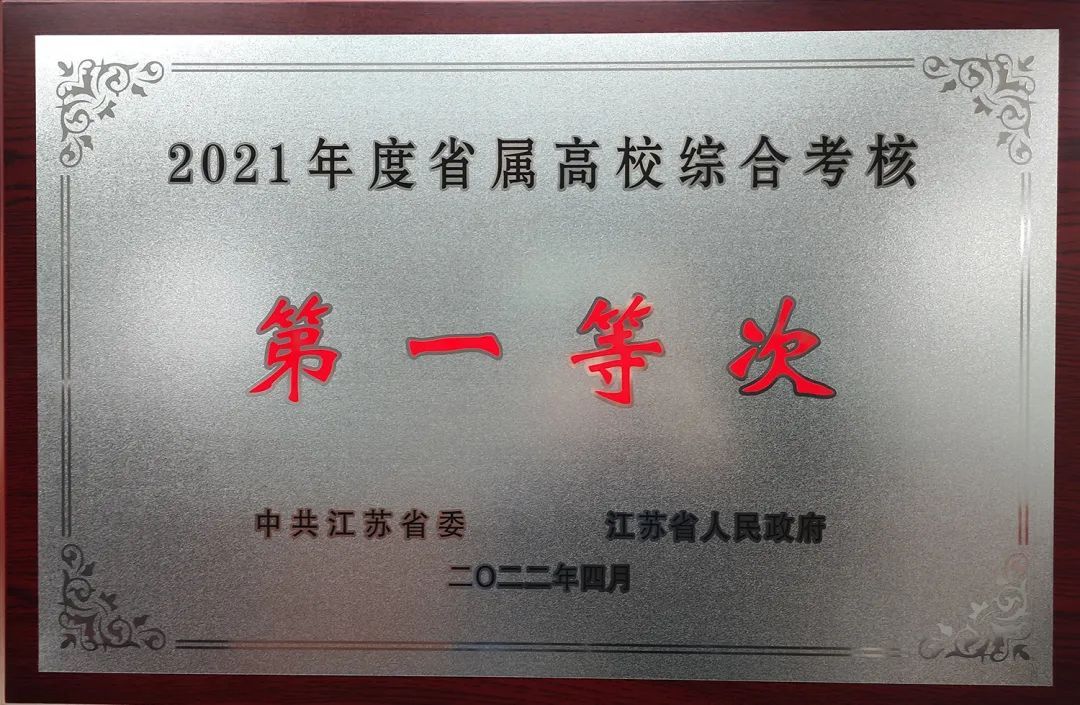 2021年度省属高校综合考核
第一等次
中共江苏省委 江苏省人民政府
二〇二二年四月